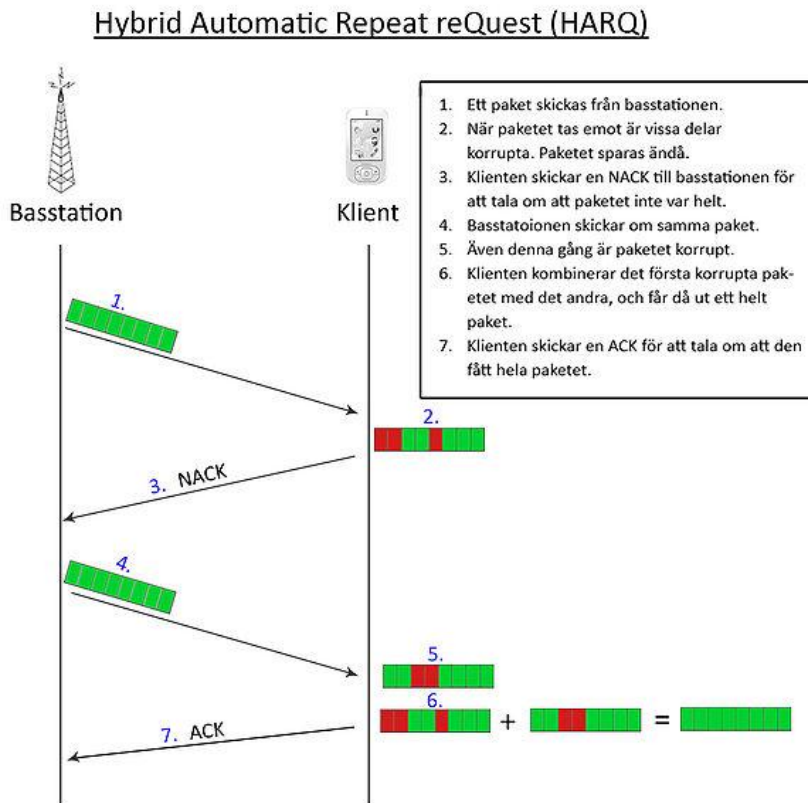 Hybrid Automatic Repeat reQuest (HARQ)
Basstation
Klient
1. Ett paket skickas från basstationen.
2. När paketet tas emot är vissa delar
korrupta. Paketet sparas ändå.
3. Klienten skickar en NACK till basstationen för
att tala om att paketet inte var helt.
4. Basstatoionen skickar om samma paket.
5. Även denna gång är paketet korrupt.
6. Klienten kombinerar det första korrupta pak-
etet med det andra, och får då ut ett helt
paket.
7. Klienten skickar en ACK för att tala om att den
fått hela paketet.
1.
2.
3. NACK
4.
5.
6.
+ =
7. ACK